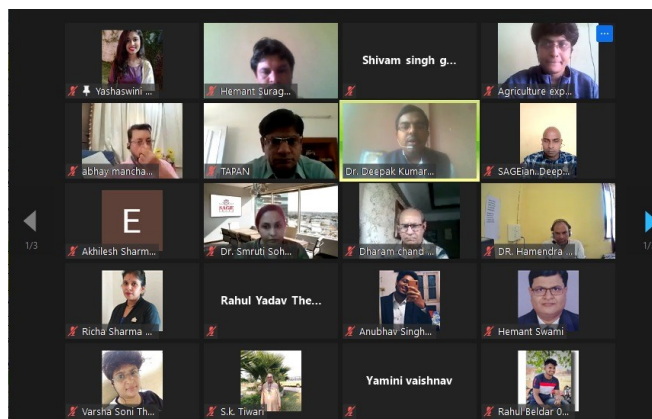 Yashaswini ...
Hemant Surag...
Shivam singh g...
Agriculture exp...
abhay mancha...
TAPAN
Dr. Deepak Kumar...
SAGEian.Deep...
E
Akhilesh Sharm...
SAGE
Dr. Smruti Soh...
Dharam chand ...
DR. Hamendra ...
1/3
Richa Sharma ...
Rahul Yadav The...
Anubhav Singh...
Hemant Swami
Varsha Soni Th...
S.k. Tiwari
Yamini vaishnav
Rahul Beldar 0...